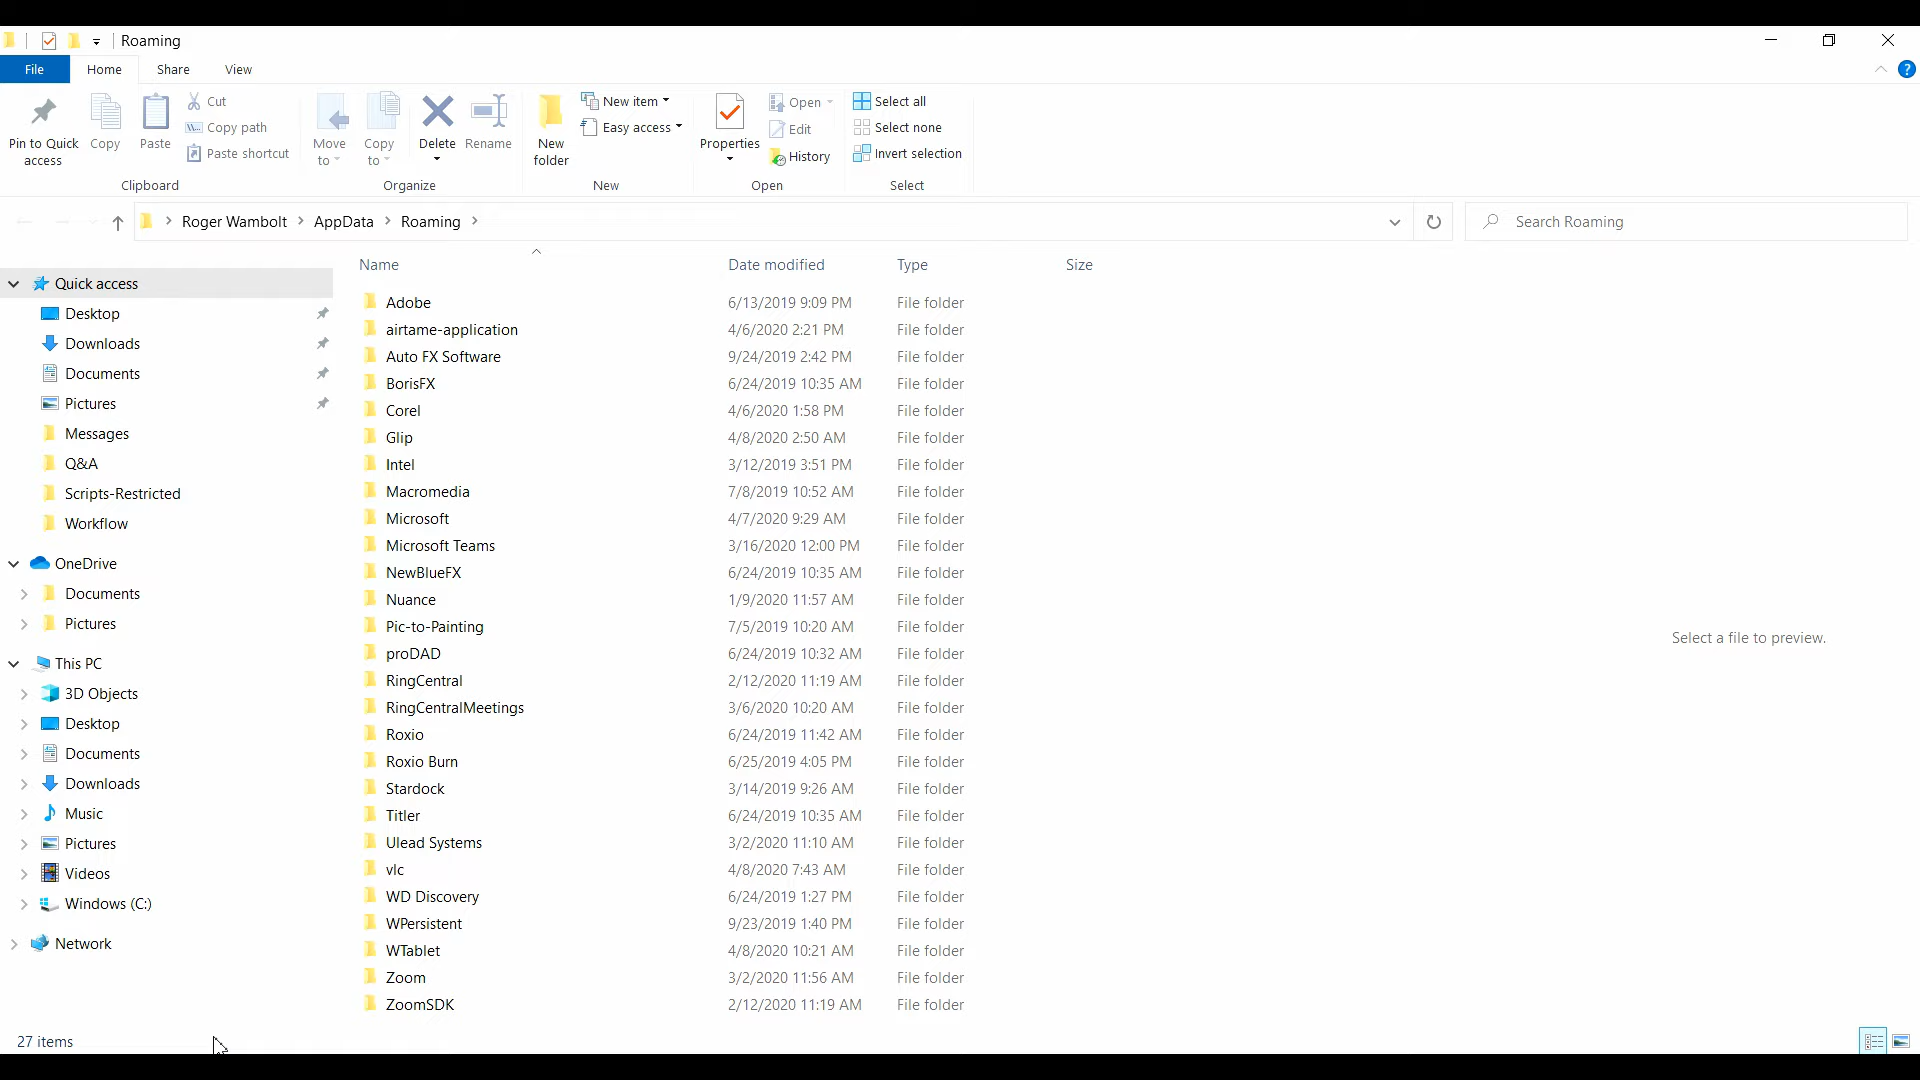 Roaming
File Home Share View
Pin to Quick access
Copy
Paste
Cut
Copy path
Paste shortcut
Clipboard
Move to
Copy to
Delete
Rename
Organize
New folder
New item
Easy access
New
Properties
Open
Edit
History
Open
Select all
Select none
Invert selection
Select
Roger Wambolt AppData Roaming
Search Roaming
Quick access
Desktop
Downloads
Documents
Pictures
Messages
Q&A
Scripts-Restricted
Workflow
OneDrive
Documents
Pictures
This PC
3D Objects
Desktop
Documents
Downloads
Music
Pictures
Videos
Windows (C:)
Network
Name Date modified Type Size
Adobe 6/13/2019 9:09 PM File folder
airtame-application 4/6/2020 2:21 PM File folder
Auto FX Software 9/24/2019 2:42 PM File folder
BorisFX 6/24/2019 10:35 AM File folder
Corel 4/6/2020 1:58 PM File folder
Glip 4/8/2020 2:50 AM File folder
Intel 3/12/2019 3:51 PM File folder
Macromedia 7/8/2019 10:52 AM File folder
Microsoft 4/7/2020 9:29 AM File folder
Microsoft Teams 3/16/2020 12:00 PM File folder
NewBlueFX 6/24/2019 10:35 AM File folder
Nuance 1/9/2020 11:57 AM File folder
Pic-to-Painting 7/5/2019 10:20 AM File folder
proDAD 6/24/2019 10:32 AM File folder
RingCentral 2/12/2020 11:19 AM File folder
RingCentralMeetings 3/6/2020 10:20 AM File folder
Roxio 6/24/2019 11:42 AM File folder
Roxio Burn 6/25/2019 4:05 PM File folder
Stardock 3/14/2019 9:26 AM File folder
Titler 6/24/2019 10:35 AM File folder
Ulead Systems 3/2/2020 11:10 AM File folder
vlc 4/8/2020 7:43 AM File folder
WD Discovery 6/24/2019 1:27 PM File folder
WPersistent 9/23/2019 1:40 PM File folder
WTablet 4/8/2020 10:21 AM File folder
Zoom 3/2/2020 11:56 AM File folder
ZoomSDK 2/12/2020 11:19 AM File folder
Select a file to preview.
27 items